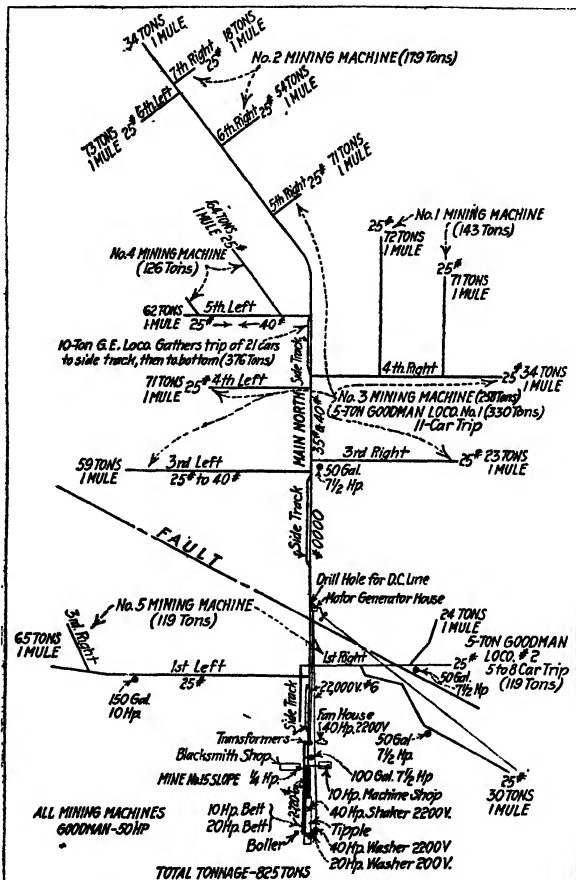 34 TONS
1 MULE
18 TONS
1 MULE
7th Right
25#
No. 2 MINING MACHINE (179 Tons)
6th Left
25#
73 TONS
1 MULE
6th Right
25#
54 TONS
1 MULE
5th Right
25#
71 TONS
1 MULE
64 TONS
1 MULE
25#
No. 1 MINING MACHINE
(143 Tons)
25#
72 TONS
1 MULE
25#
71 TONS
1 MULE
No. 4 MINING MACHINE
(126 Tons)
62 TONS
1 MULE
5th Left
25# 40#
10-Ton G.E. Loco. Gathers trip of 21 cars
to side track, then to bottom (376 Tons)
Side Track
4th Right
25# 34 TONS
1 MULE
71 TONS
1 MULE
25# 4th Left
No. 3 MINING MACHINE (258 Tons)
5-TON GOODMAN LOCO. No. 1 (330 TONS)
11-Car Trip
MAIN NORTH
35# & 40#
59 TONS
1 MULE
3rd Left
25# to 40#
3rd Right
25# 23 TONS
1 MULE
50 Gal.
7½ Hp.
Side Track
#0000
FAULT
Drill Hole for D.C. Line
Motor Generator House
3rd Right
No. 5 MINING MACHINE
(119 TONS)
65 TONS
1 MULE
1st Left
25#
150 Gal.
10 Hp.
24 TONS
1 MULE
1st Right
25#
5-TON GOODMAN
LOCO. #2
5 to 8 Car Trip
(119 Tons)
50 Gal.
7½ Hp
22,000 V. #6
Side Track
Fan House
40 Hp. 2200 V
Transformers
50 Gal.
7½ Hp.
Blacksmith Shop
100 Gal. 7½ Hp
MINE No. 15 SLOPE ¼ Hp.
10 Hp. Machine Shop
25#
30 TONS
1 MULE
40 Hp. Shaker 2200 V.
ALL MINING MACHINES
GOODMAN-50 HP
10 Hp. Belt
20 Hp. Belt
Boiler
Tipple
40 Hp. Washer 2200 V.
20 Hp. Washer 200 V.
TOTAL TONNAGE-825 TONS